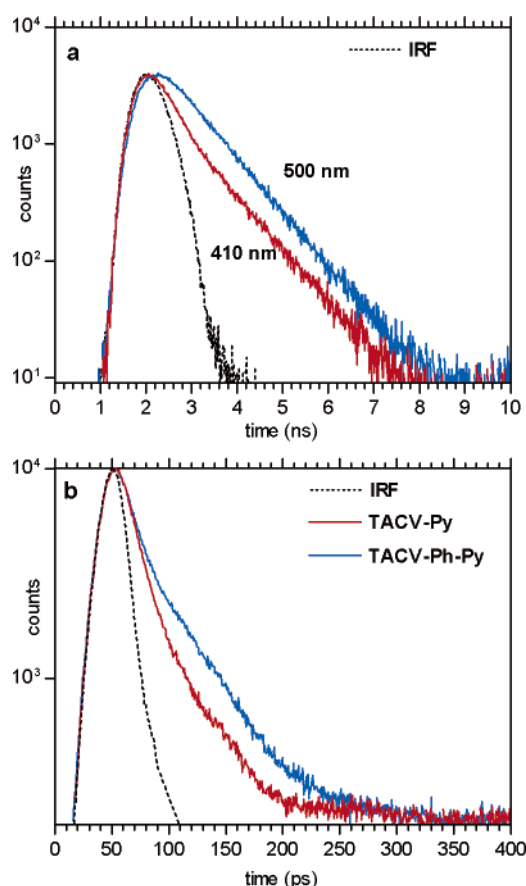 10⁴
a
IRF
10³
counts
500 nm
10²
410 nm
10¹
0 1 2 3 4 5 6 7 8 9 10
time (ns)
10⁴
b
IRF
TACV-Py
TACV-Ph-Py
counts
10³
0 50 100 150 200 250 300 350 400
time (ps)